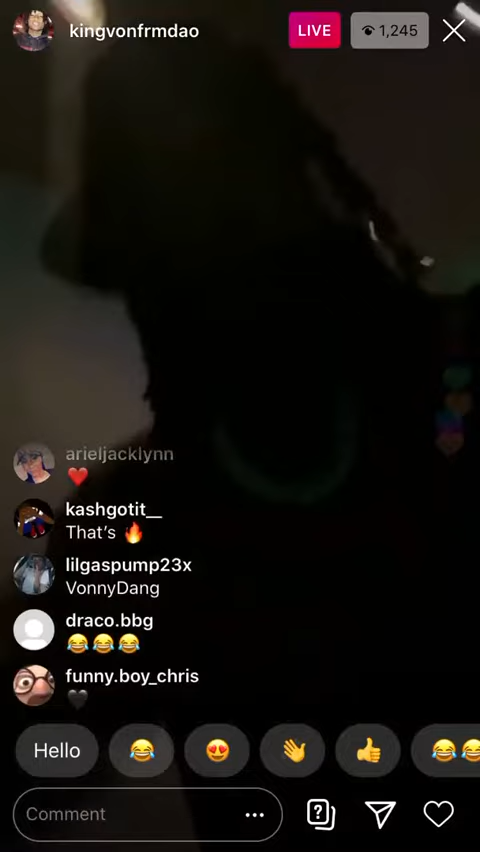 kingvonfrmdao
LIVE
1,245
arieljacklynn
❤️
kashgotit__
That's 🔥
lilgaspump23x
VonnyDang
draco.bbg
😂😂😂
funny.boy_chris
🖤
Hello 😂 😍 👋 👍 😂😂
Comment